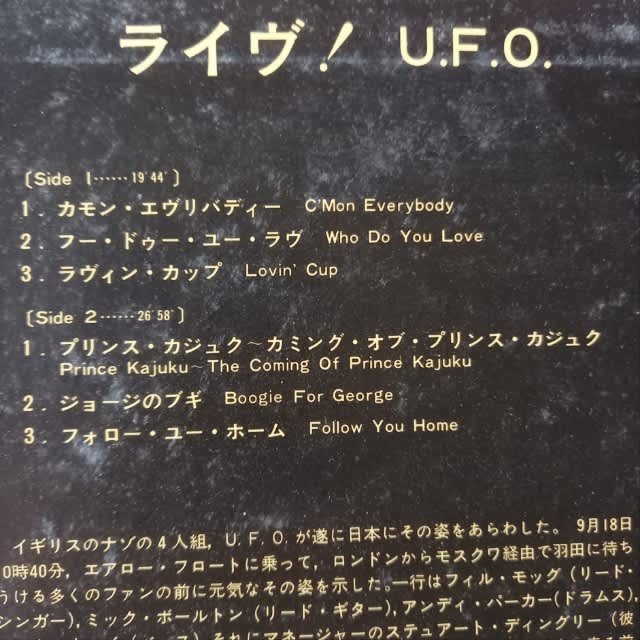 ライヴ! U.F.O.
〔Side 1……19′44″〕
1. カモン・エヴリバディー C'Mon Everybody
2. フー・ドゥー・ユー・ラヴ Who Do You Love
3. ラヴィン・カップ Lovin' Cup
〔Side 2……26′58″〕
1. プリンス・カジュク~カミング・オブ・プリンス・カジュク
Prince Kajuku~The Coming Of Prince Kajuku
2. ジョージのブギ Boogie For George
3. フォロー・ユー・ホーム Follow You Home
イギリスのナゾの4人組, U. F. O. が遂に日本にその姿をあらわした。 9月18日
0時40分, エアロー・フロートに乗って, ロンドンからモスクワ経由で羽田に待ち
うける多くのファンの前に元気なその姿を示した。一行はフィル・モッグ (リード・
シンガー), ミック・ボールトン (リード・ギター), アンディ・パーカー(ドラムス),
それにマネージャーのステュアート・ディングリー (彼